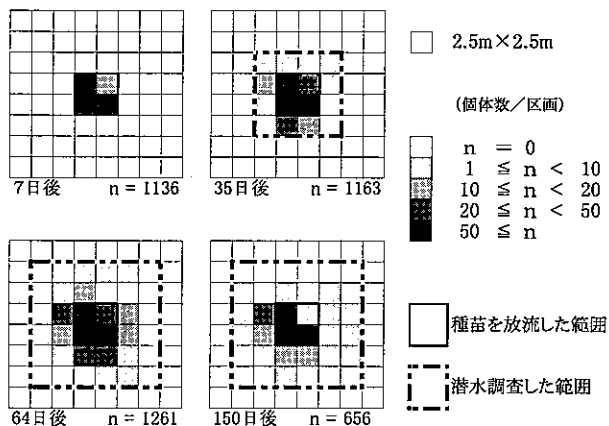 7日後 n = 1136
35日後 n = 1163
64日後 n = 1261
150日後 n = 656
2.5m×2.5m
(個体数／区画)
n = 0
1 ≦ n < 10
10 ≦ n < 20
20 ≦ n < 50
50 ≦ n
種苗を放流した範囲
潜水調査した範囲